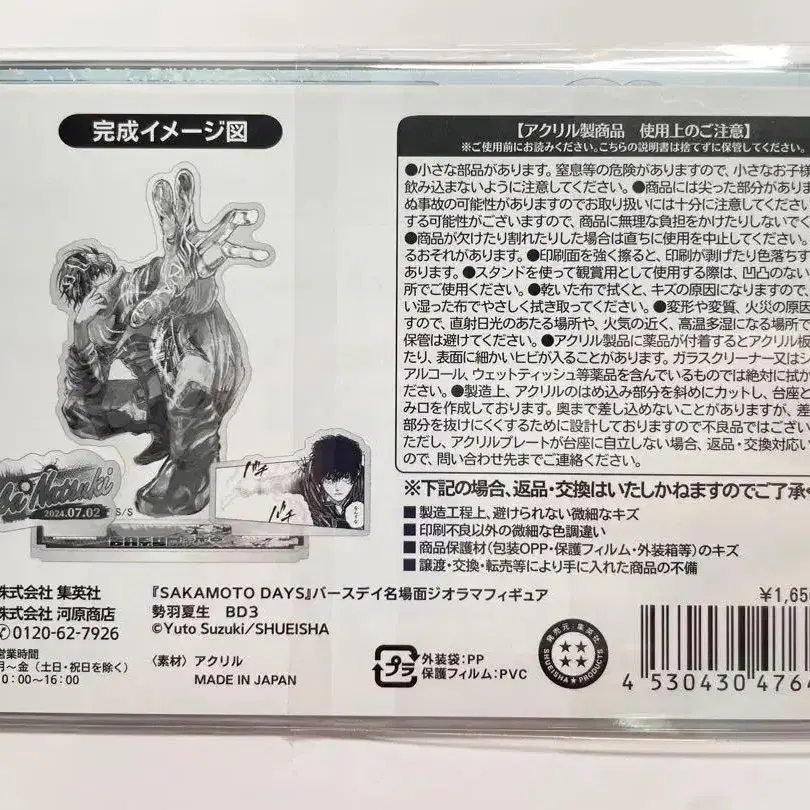 完成イメージ図
バチ
バチ
Natsuki
2024.07.02
S/S
【アクリル製商品 使用上のご注意】
※ご使用前にお読みください。こちらの説明書は捨てずに保管してください。
●小さな部品があります。窒息等の危険がありますので、小さなお子様
飲み込まないように注意してください。●商品には尖った部分がありま
ぬ事故の可能性がありますのでお取り扱いには十分に注意してください
する可能性がございますので、商品に無理な負担をかけたりしないでく
●商品が欠けたり割れたりした場合は直ちに使用を中止してください。
るおそれがあります。●印刷面を強く擦ると、印刷が剥げたり色落ちす
あります。●スタンドを使って観賞用として使用する際は、凹凸のない
所でご使用ください。●乾いた布で拭くと、キズの原因になりますので、
い湿った布でやさしく拭き取ってください。●変形や変質、火災の原因
すので、直射日光のあたる場所や、火気の近く、高温多湿になる場所で
保管は避けてください。●アクリル製品に薬品が付着するとアクリル板
たり、表面に細かいヒビが入ることがあります。ガラスクリーナー又はシ
アルコール、ウェットティッシュ等薬品を含んでいるものでは絶対に拭か
ださい。●製造上、アクリルのはめ込み部分を斜めにカットし、台座と
み口を作成しております。奥まで差し込めないことがありますが、差
部分を抜けにくくするために設計しておりますので不良品ではござい
ただし、アクリルプレートが台座に自立しない場合、返品・交換対応い
ので、問い合わせ先までご連絡ください。
※下記の場合、返品・交換はいたしかねますのでご了承く
■製造工程上、避けられない微細なキズ
■印刷不良以外の微細な色調違い
■商品保護材(包装OPP・保護フィルム・外装箱等)のキズ
■譲渡・交換・転売等により手に入れた商品の不備
株式会社 集英社
株式会社 河原商店
0120-62-7926
営業時間
月~金(土日・祝日を除く)
10:00~16:00
『SAKAMOTO DAYS』バースデイ名場面ジオラマフィギュア
勢羽夏生 BD3
©Yuto Suzuki/SHUEISHA
〈素材〉アクリル
MADE IN JAPAN
プラ
外装袋:PP
保護フィルム:PVC
発売元:集英社
SHUEISHA★PRODUCTS
¥1,650
4 530430 4764